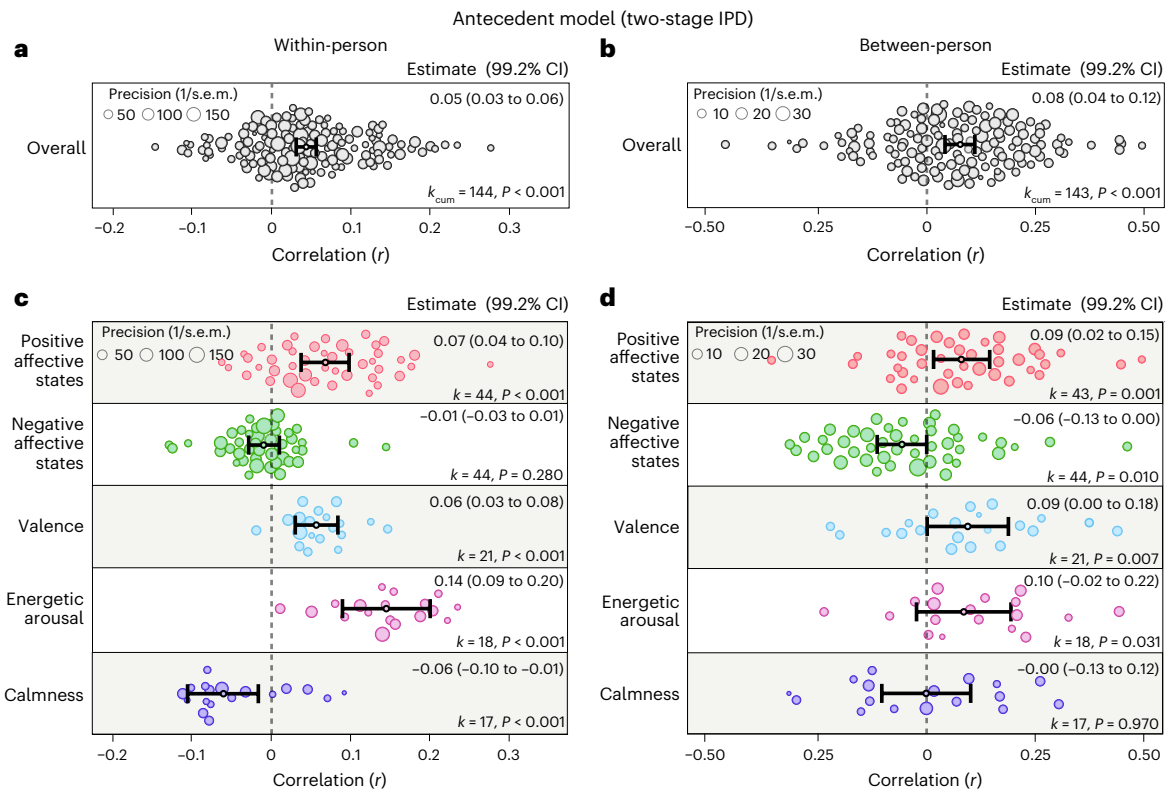 Antecedent model (two-stage IPD)
a
Within-person
Estimate (99.2% CI)
Precision (1/s.e.m.)
50 100 150
0.05 (0.03 to 0.06)
Overall
k_cum = 144, P < 0.001
−0.2 −0.1 0 0.1 0.2 0.3
Correlation (r)
b
Between-person
Estimate (99.2% CI)
Precision (1/s.e.m.)
10 20 30
0.08 (0.04 to 0.12)
Overall
k_cum = 143, P < 0.001
−0.50 0.25 0 0.25 0.50
Correlation (r)
c
Estimate (99.2% CI)
Precision (1/s.e.m.)
50 100 150
Positive
affective
states
0.07 (0.04 to 0.10)
k = 44, P < 0.001
Negative
affective
states
−0.01 (−0.03 to 0.01)
k = 44, P = 0.280
Valence
0.06 (0.03 to 0.08)
k = 21, P < 0.001
Energetic
arousal
0.14 (0.09 to 0.20)
k = 18, P < 0.001
Calmness
−0.06 (−0.10 to −0.01)
k = 17, P < 0.001
−0.2 −0.1 0 0.1 0.2 0.3
Correlation (r)
d
Estimate (99.2% CI)
Precision (1/s.e.m.)
10 20 30
Positive
affective
states
0.09 (0.02 to 0.15)
k = 43, P = 0.001
Negative
affective
states
−0.06 (−0.13 to 0.00)
k = 44, P = 0.010
Valence
0.09 (0.00 to 0.18)
k = 21, P = 0.007
Energetic
arousal
0.10 (−0.02 to 0.22)
k = 18, P = 0.031
Calmness
−0.00 (−0.13 to 0.12)
k = 17, P = 0.970
−0.50 0.25 0 0.25 0.50
Correlation (r)